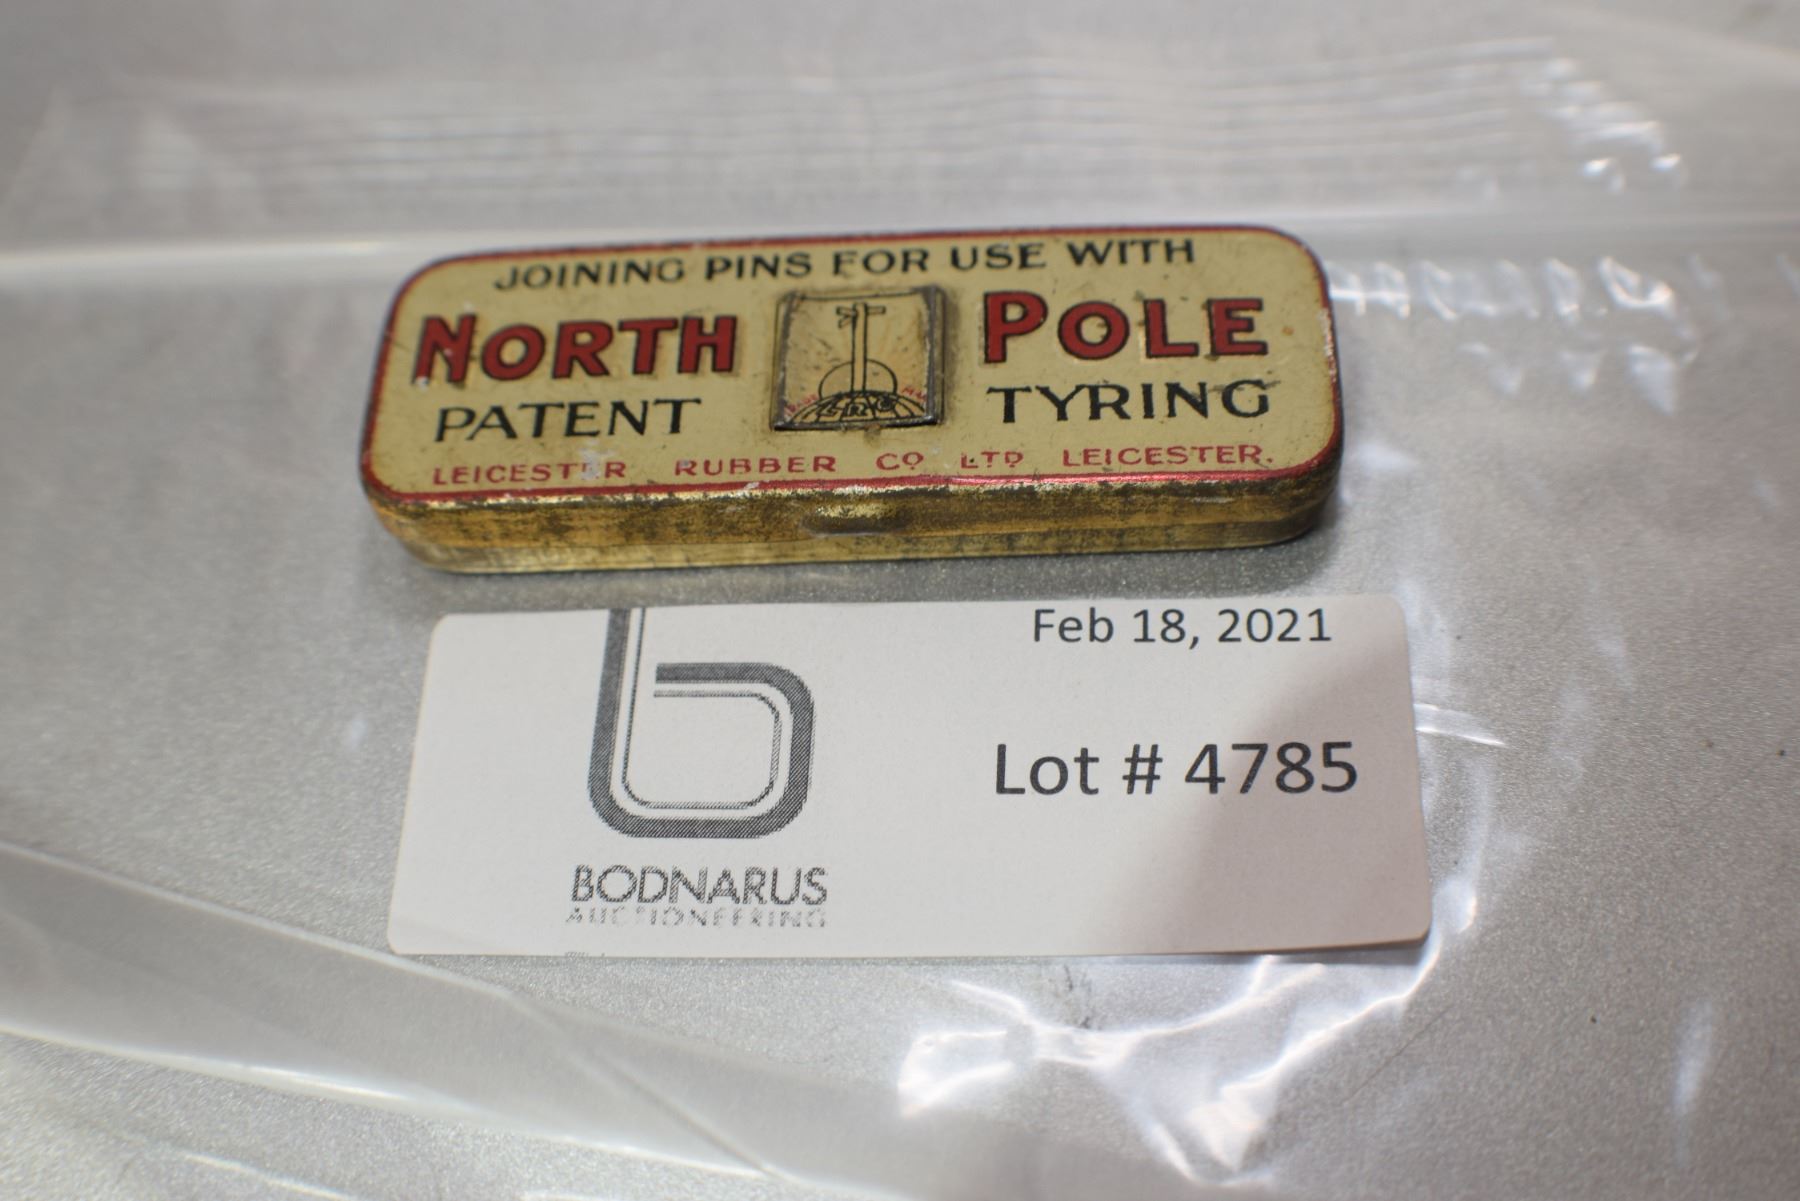 JOINING PINS FOR USE WITH
NORTH POLE
PATENT TYRING
LRC
LEICESTER RUBBER CO LTD LEICESTER.
Feb 18, 2021
Lot # 4785
b
BODNARUS
AUCTIONEERING